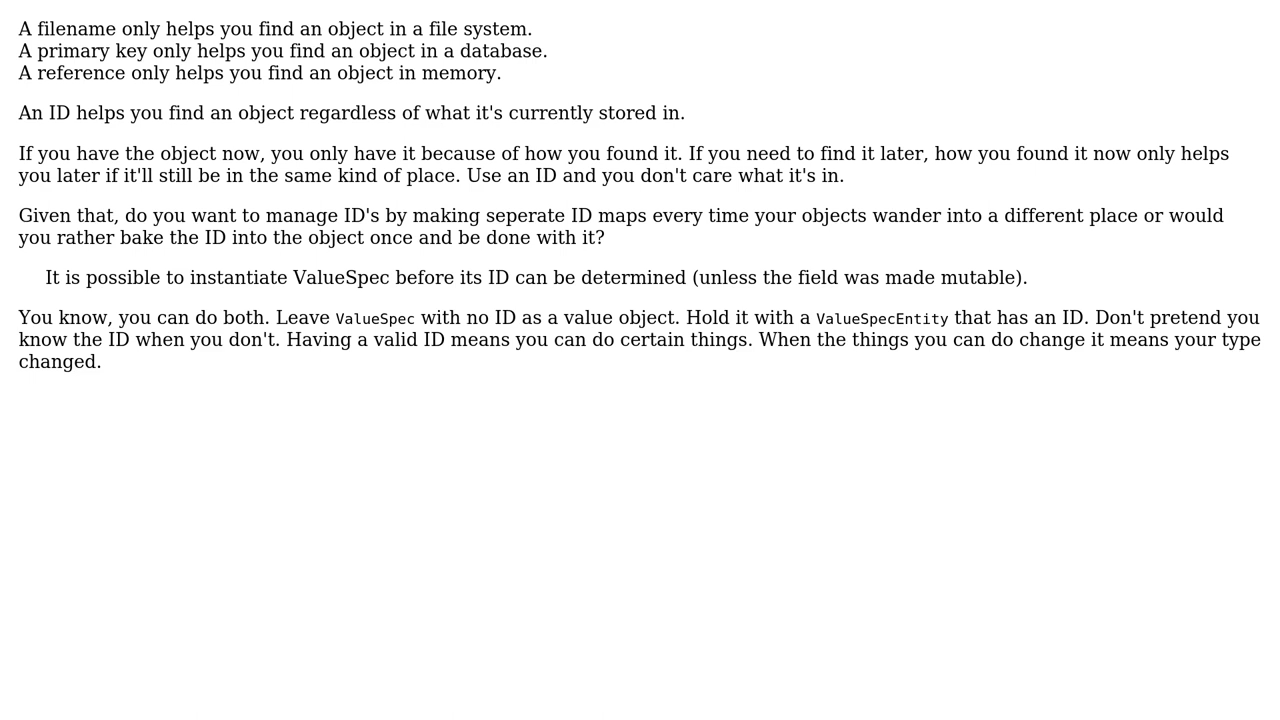 A filename only helps you find an object in a file system.
A primary key only helps you find an object in a database.
A reference only helps you find an object in memory.
An ID helps you find an object regardless of what it's currently stored in.
If you have the object now, you only have it because of how you found it. If you need to find it later, how you found it now only helps
you later if it'll still be in the same kind of place. Use an ID and you don't care what it's in.
Given that, do you want to manage ID's by making seperate ID maps every time your objects wander into a different place or would
you rather bake the ID into the object once and be done with it?
It is possible to instantiate ValueSpec before its ID can be determined (unless the field was made mutable).
You know, you can do both. Leave ValueSpec with no ID as a value object. Hold it with a ValueSpecEntity that has an ID. Don't pretend you
know the ID when you don't. Having a valid ID means you can do certain things. When the things you can do change it means your type
changed.